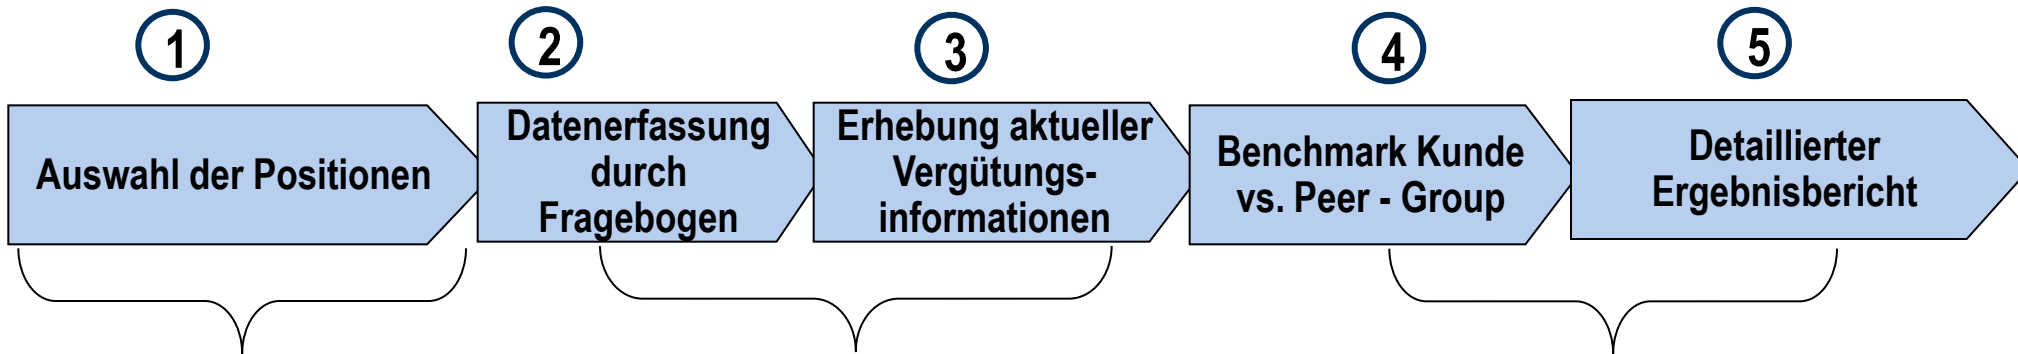 1
Auswahl der Positionen
2
Datenerfassung
durch
Fragebogen
3
Erhebung aktueller
Vergütungs-
informationen
4
Benchmark Kunde
vs. Peer - Group
5
Detaillierter
Ergebnisbericht